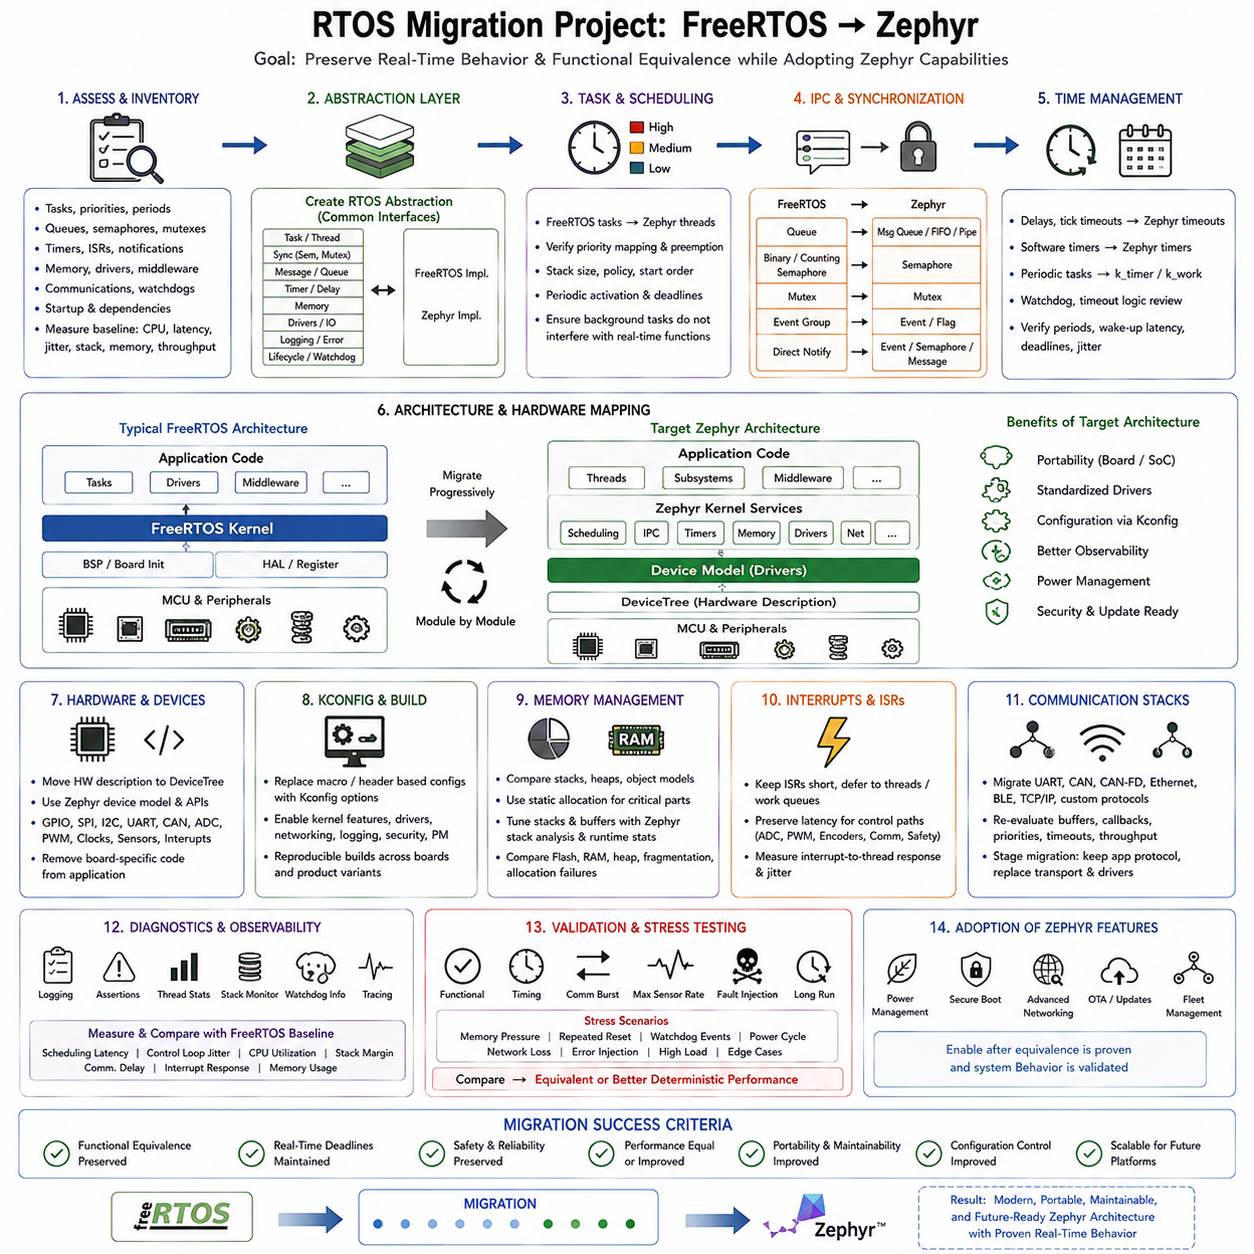 RTOS Migration Project: FreeRTOS → Zephyr
Goal: Preserve Real-Time Behavior & Functional Equivalence while Adopting Zephyr Capabilities
1. ASSESS & INVENTORY
• Tasks, priorities, periods
• Queues, semaphores, mutexes
• Timers, ISRs, notifications
• Memory, drivers, middleware
• Communications, watchdogs
• Startup & dependencies
• Measure baseline: CPU, latency,
jitter, stack, memory, throughput
2. ABSTRACTION LAYER
Create RTOS Abstraction
(Common Interfaces)
Task / Thread
Sync (Sem, Mutex)
Message / Queue
Timer / Delay
Memory
Drivers / IO
Logging / Error
Lifecycle / Watchdog
FreeRTOS Impl.
Zephyr Impl.
3. TASK & SCHEDULING
High
Medium
Low
• FreeRTOS tasks → Zephyr threads
• Verify priority mapping & preemption
• Stack size, policy, start order
• Periodic activation & deadlines
• Ensure background tasks do not
interfere with real-time functions
4. IPC & SYNCHRONIZATION
FreeRTOS → Zephyr
Queue → Msg Queue / FIFO / Pipe
Binary / Counting
Semaphore → Semaphore
Mutex → Mutex
Event Group → Event / Flag
Direct Notify → Event / Semaphore /
Message
5. TIME MANAGEMENT
• Delays, tick timeouts → Zephyr timeouts
• Software timers → Zephyr timers
• Periodic tasks → k_timer / k_work
• Watchdog, timeout logic review
• Verify periods, wake-up latency,
deadlines, jitter
6. ARCHITECTURE & HARDWARE MAPPING
Typical FreeRTOS Architecture
Application Code
Tasks
Drivers
Middleware
...
FreeRTOS Kernel
BSP / Board Init
HAL / Register
MCU & Peripherals
Migrate
Progressively
Module by Module
Target Zephyr Architecture
Application Code
Threads
Subsystems
Middleware
...
Zephyr Kernel Services
Scheduling
IPC
Timers
Memory
Drivers
Net
...
Device Model (Drivers)
DeviceTree (Hardware Description)
MCU & Peripherals
Benefits of Target Architecture
Portability (Board / SoC)
Standardized Drivers
Configuration via Kconfig
Better Observability
Power Management
Security & Update Ready
7. HARDWARE & DEVICES
</>
• Move HW description to DeviceTree
• Use Zephyr device model & APIs
• GPIO, SPI, I2C, UART, CAN, ADC,
PWM, Clocks, Sensors, Interupts
• Remove board-specific code
from application
8. KCONFIG & BUILD
• Replace macro / header based configs
with Kconfig options
• Enable kernel features, drivers,
networking, logging, security, PM
• Reproducible builds across boards
and product variants
9. MEMORY MANAGEMENT
RAM
• Compare stacks, heaps, object models
• Use static allocation for critical parts
• Tune stacks & buffers with Zephyr
stack analysis & runtime stats
• Compare Flash, RAM, heap, fragmentation,
allocation failures
10. INTERRUPTS & ISRs
• Keep ISRs short, defer to threads /
work queues
• Preserve latency for control paths
(ADC, PWM, Encoders, Comm, Safety)
• Measure interrupt-to-thread response
& jitter
11. COMMUNICATION STACKS
• Migrate UART, CAN, CAN-FD, Ethernet,
BLE, TCP/IP, custom protocols
• Re-evaluate buffers, callbacks,
priorities, timeouts, throughput
• Stage migration: keep app protocol,
replace transport & drivers
12. DIAGNOSTICS & OBSERVABILITY
Logging
Assertions
Thread Stats
Stack Monitor
Watchdog Info
Tracing
Measure & Compare with FreeRTOS Baseline
Scheduling Latency | Control Loop Jitter | CPU Utilization | Stack Margin
Comm. Delay | Interrupt Response | Memory Usage
13. VALIDATION & STRESS TESTING
Functional
Timing
Comm Burst
Max Sensor Rate
Fault Injection
Long Run
Stress Scenarios
Memory Pressure | Repeated Reset | Watchdog Events | Power Cycle
Network Loss | Error Injection | High Load | Edge Cases
Compare → Equivalent or Better Deterministic Performance
14. ADOPTION OF ZEPHYR FEATURES
Power
Management
Secure Boot
Advanced
Networking
OTA / Updates
Fleet
Management
Enable after equivalence is proven
and system Behavior is validated
MIGRATION SUCCESS CRITERIA
Functional Equivalence
Preserved
Real-Time Deadlines
Maintained
Safety & Reliability
Preserved
Performance Equal
or Improved
Portability & Maintainability
Improved
Configuration Control
Improved
Scalable for Future
Platforms
free RTOS
MIGRATION
Zephyr™
Result: Modern, Portable, Maintainable,
and Future-Ready Zephyr Architecture
with Proven Real-Time Behavior